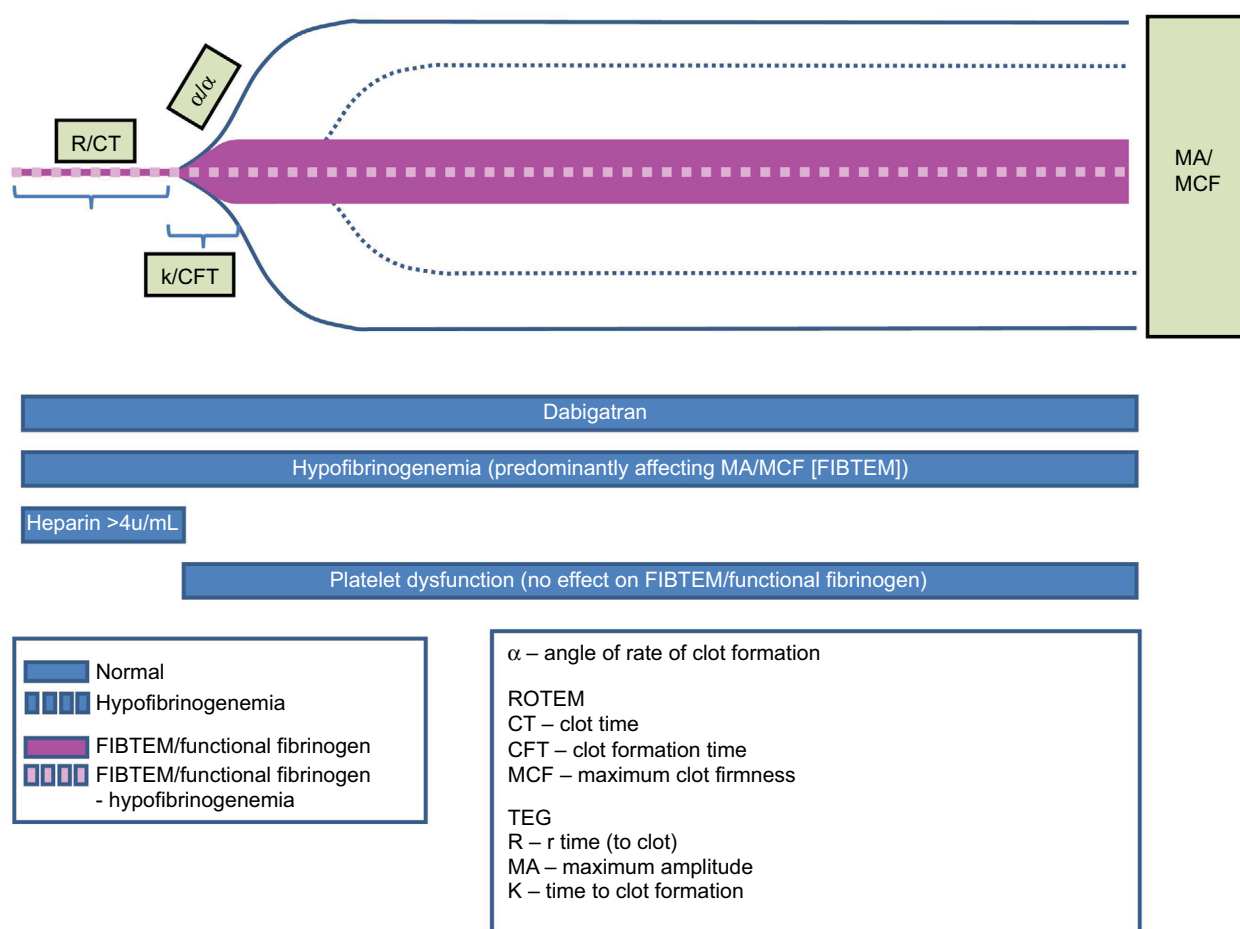 α/α
R/CT
k/CFT
MA/
MCF
Dabigatran
Hypofibrinogenemia (predominantly affecting MA/MCF [FIBTEM])
Heparin >4u/mL
Platelet dysfunction (no effect on FIBTEM/functional fibrinogen)
Normal
Hypofibrinogenemia
FIBTEM/functional fibrinogen
FIBTEM/functional fibrinogen
- hypofibrinogenemia
α – angle of rate of clot formation
ROTEM
CT – clot time
CFT – clot formation time
MCF – maximum clot firmness
TEG
R – r time (to clot)
MA – maximum amplitude
K – time to clot formation